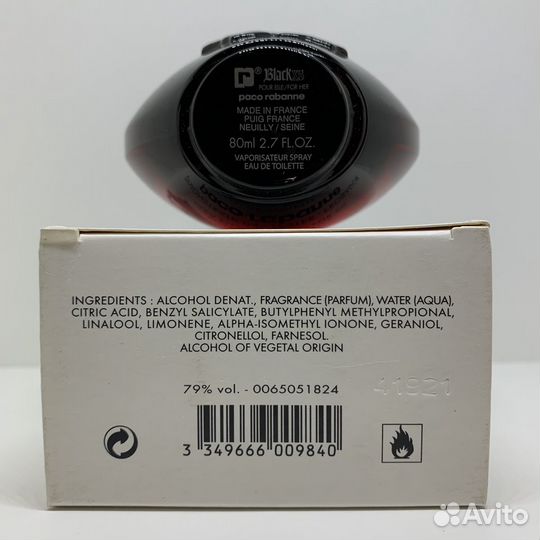 Black XS
POUR ELLE/FOR HER
paco rabanne
MADE IN FRANCE
PUIG FRANCE
NEUILLY/SEINE
80ml 2.7 FL.OZ.
VAPORISATEUR SPRAY
EAU DE TOILETTE
paco rabanne
INGREDIENTS : ALCOHOL DENAT., FRAGRANCE (PARFUM), WATER (AQUA),
CITRIC ACID, BENZYL SALICYLATE, BUTYLPHENYL METHYLPROPIONAL,
LINALOOL, LIMONENE, ALPHA-ISOMETHYL IONONE, GERANIOL,
CITRONELLOL, FARNESOL.
ALCOHOL OF VEGETAL ORIGIN
79% vol. - 0065051824
41921
3 349666 009840
Avito